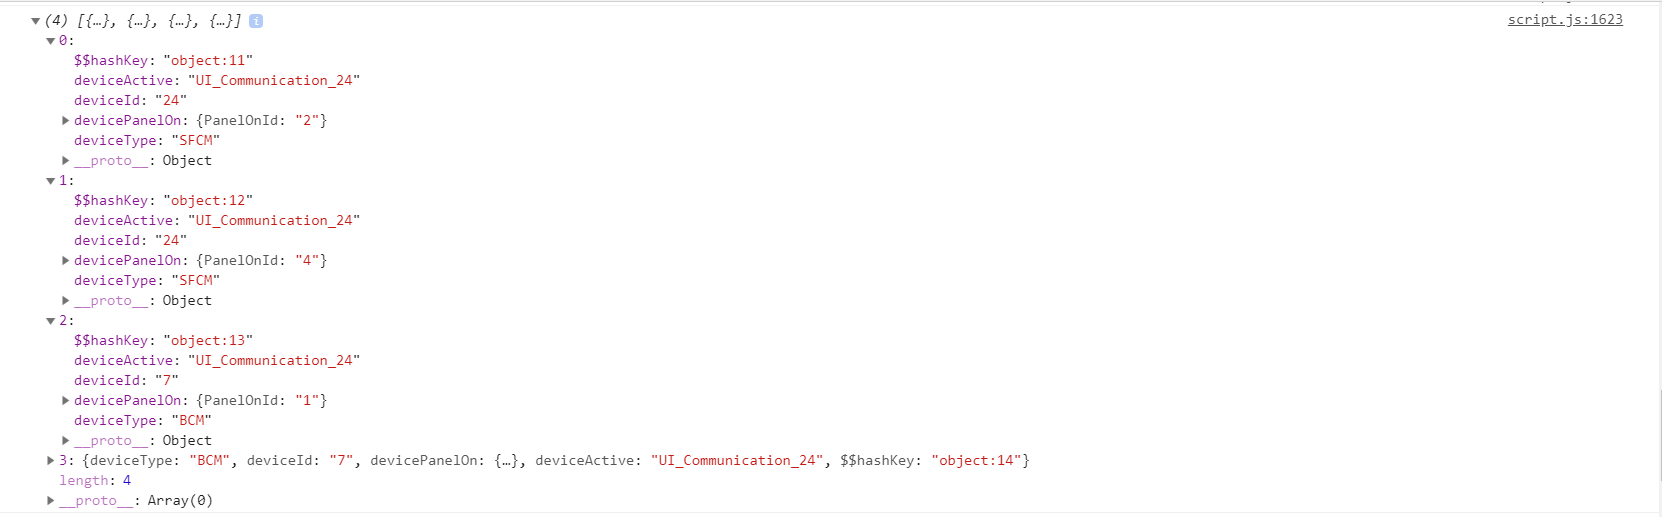 (4) [{…}, {…}, {…}, {…}] i script.js:1623
0:
$$hashKey: "object:11"
deviceActive: "UI_Communication_24"
deviceId: "24"
devicePanelOn: {PanelOnId: "2"}
deviceType: "SFCM"
__proto__: Object
1:
$$hashKey: "object:12"
deviceActive: "UI_Communication_24"
deviceId: "24"
devicePanelOn: {PanelOnId: "4"}
deviceType: "SFCM"
__proto__: Object
2:
$$hashKey: "object:13"
deviceActive: "UI_Communication_24"
deviceId: "7"
devicePanelOn: {PanelOnId: "1"}
deviceType: "BCM"
__proto__: Object
3: {deviceType: "BCM", deviceId: "7", devicePanelOn: {…}, deviceActive: "UI_Communication_24", $$hashKey: "object:14"}
length: 4
__proto__: Array(0)